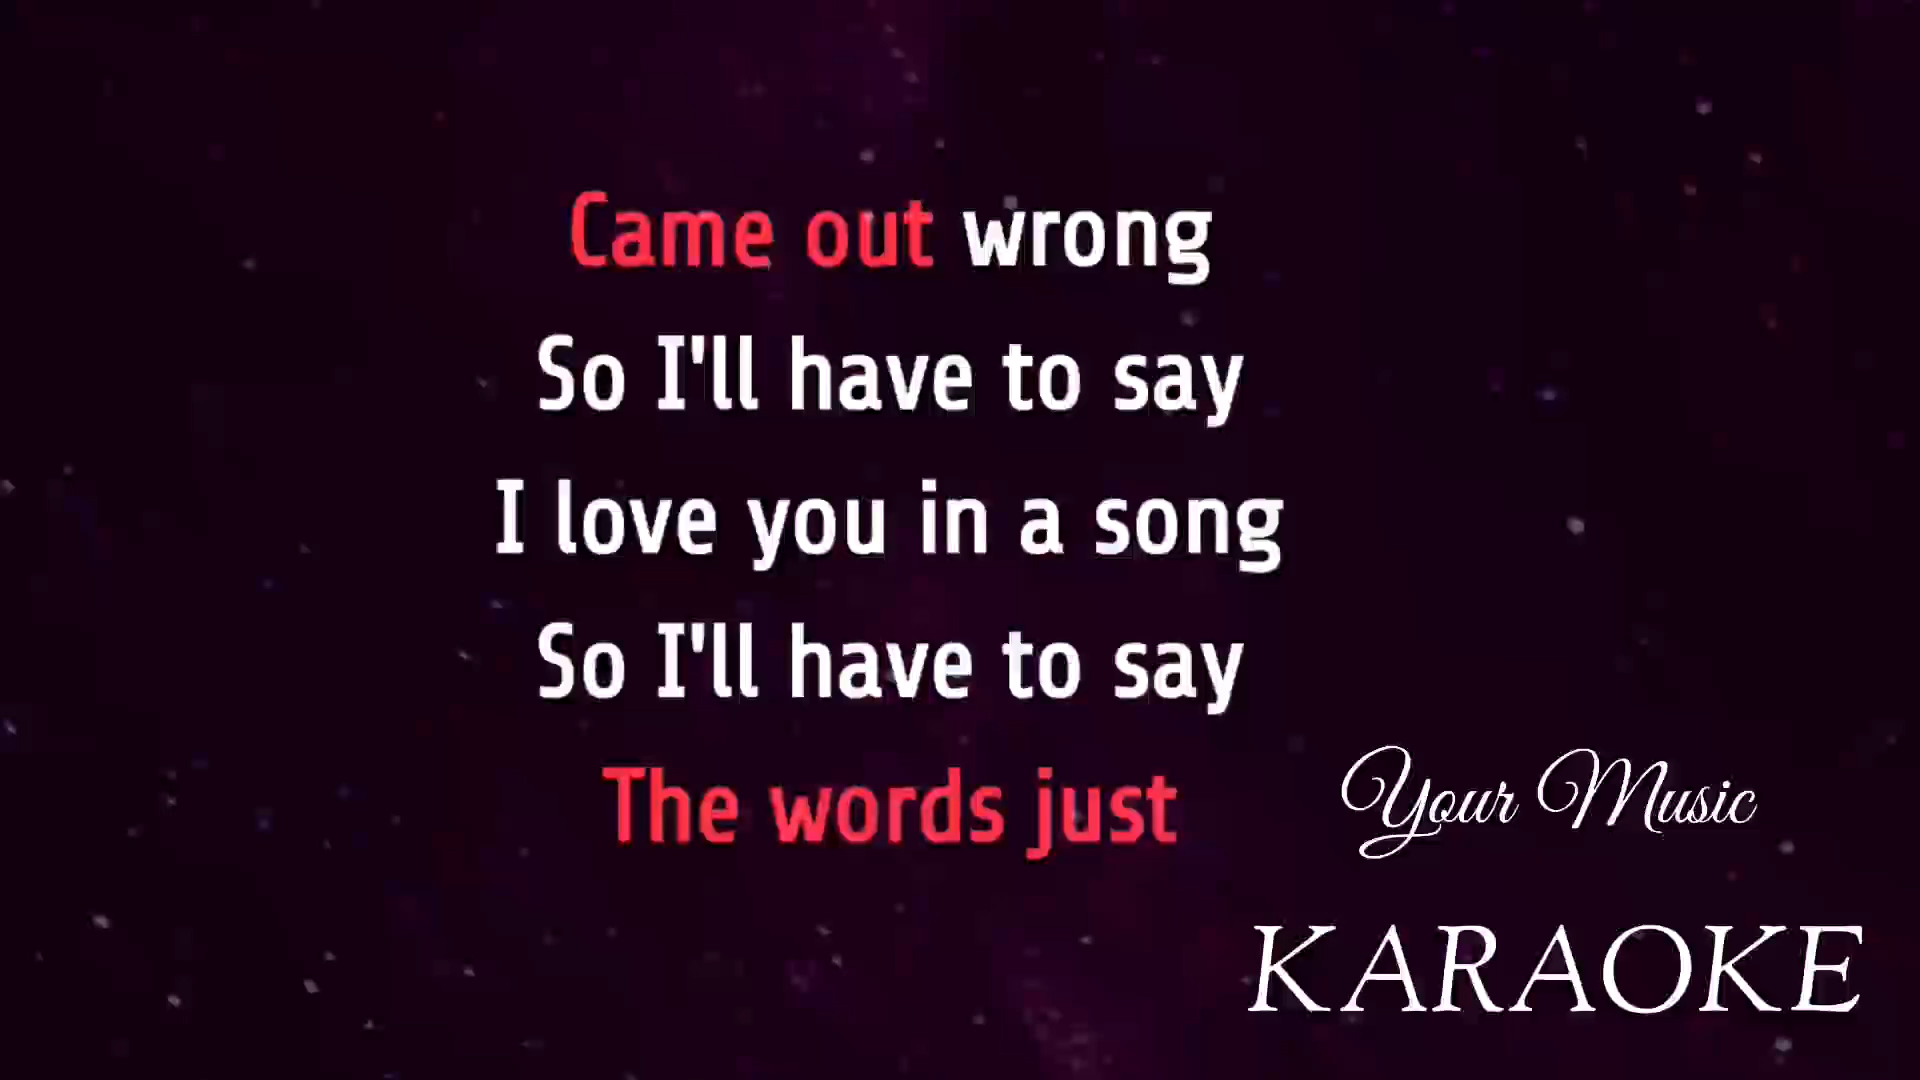 Came out wrong
So I'll have to say
I love you in a song
So I'll have to say
The words just
Your Music
KARAOKE